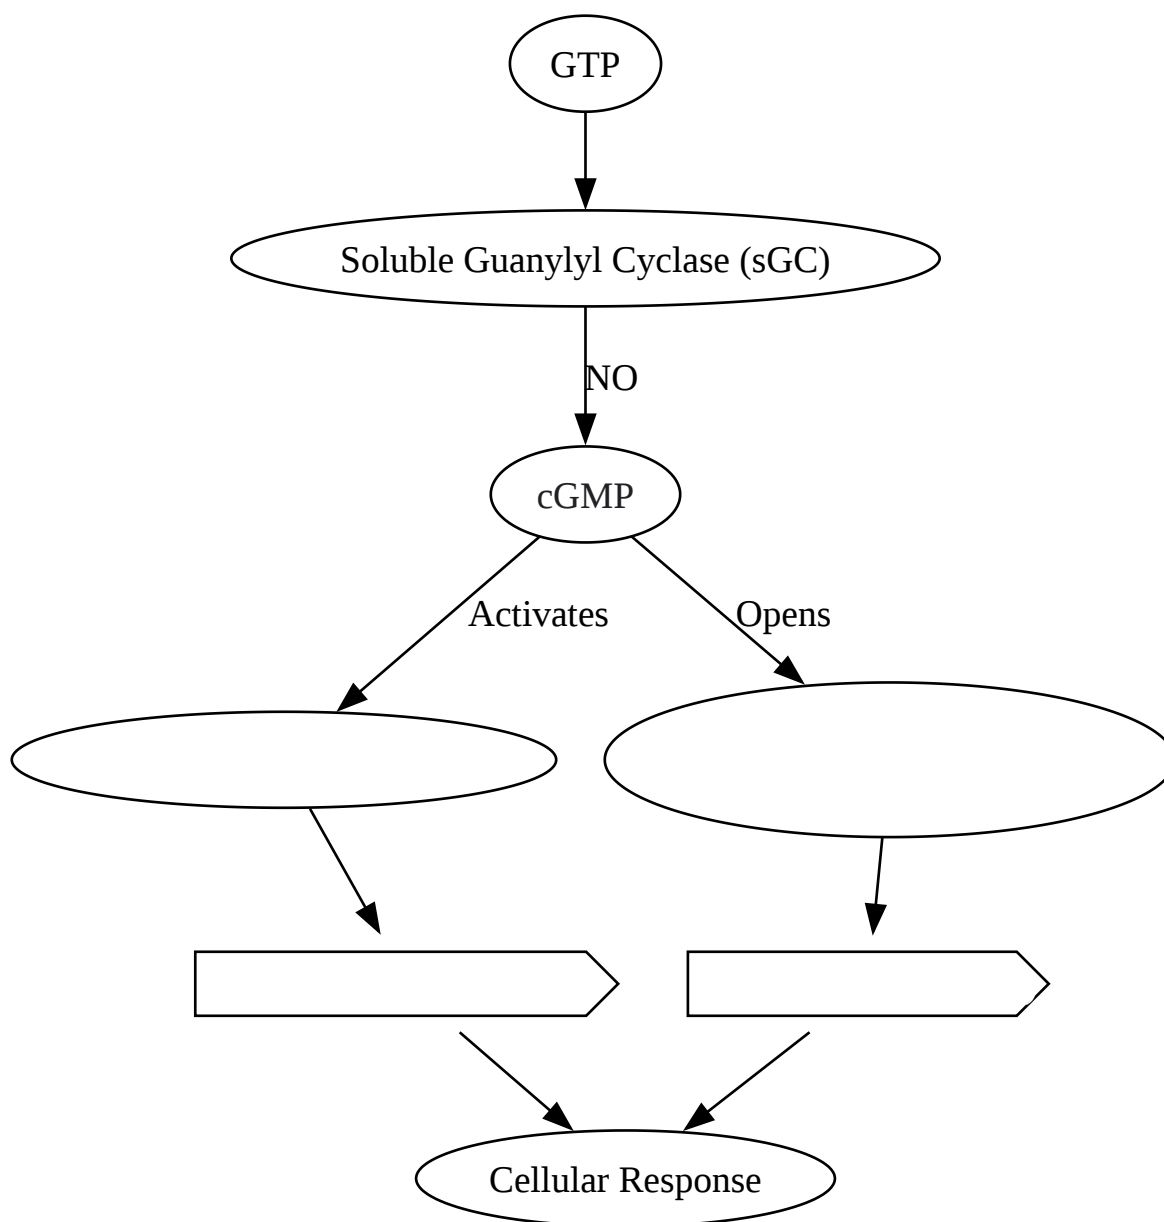 GTP
Soluble Guanylyl Cyclase (sGC)
NO
cGMP
Activates
Opens
Cellular Response